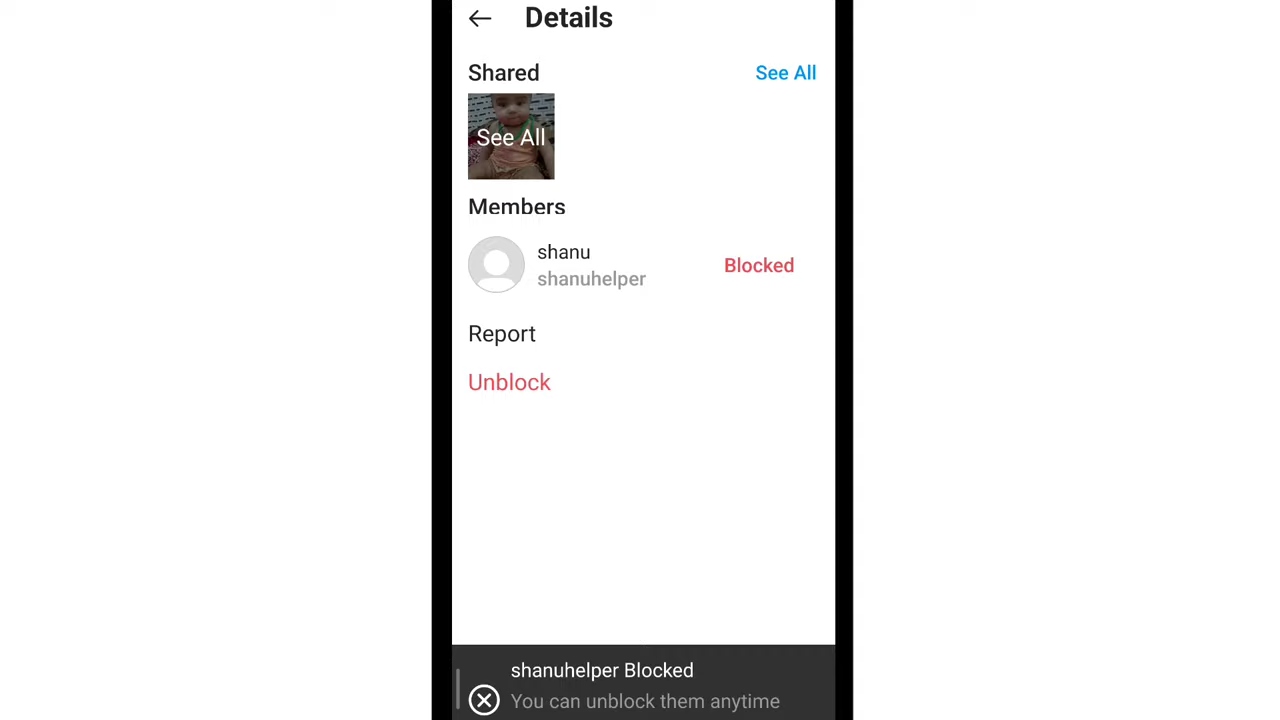 Details
Shared
See All
See All
Members
shanu
shanuhelper
Blocked
Report
Unblock
shanuhelper Blocked
You can unblock them anytime